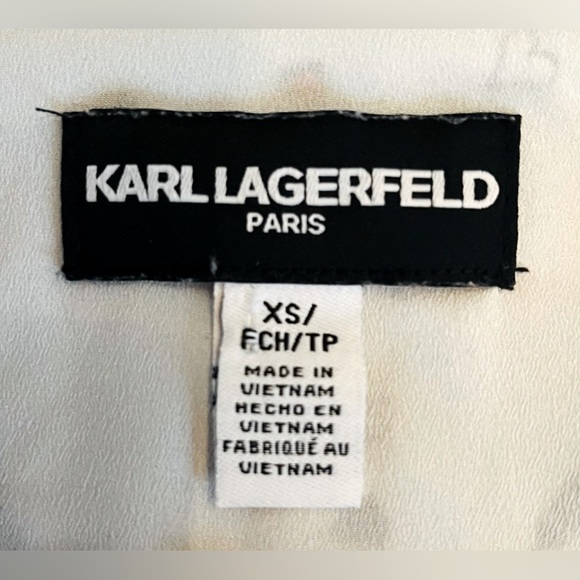 KARL LAGERFELD
PARIS
XS/
ECH/TP
MADE IN
VIETNAM
HECHO EN
VIETNAM
FABRIQUÉ AU
VIETNAM